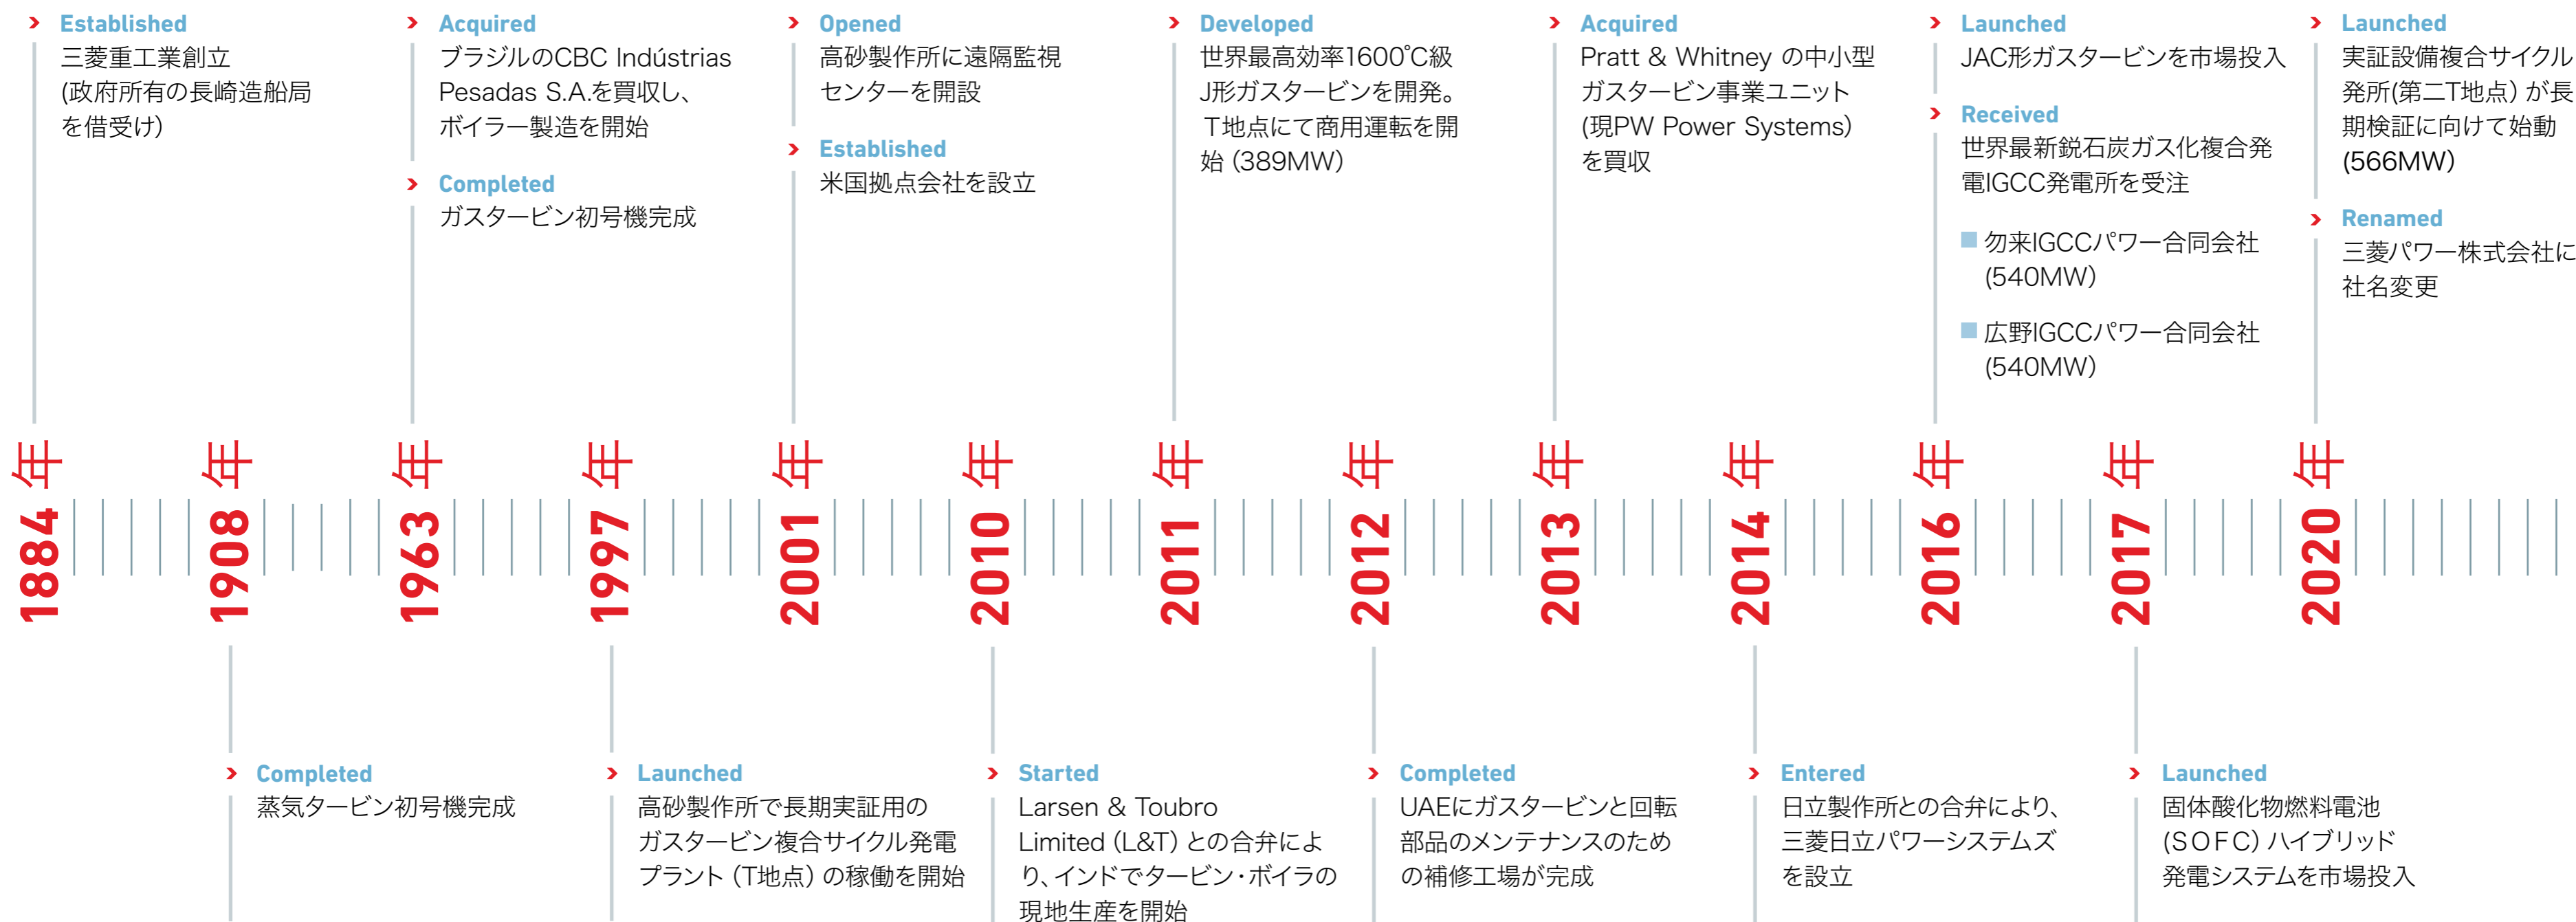 Established
三菱重工業創立
(政府所有の長崎造船局
を借受け)
Acquired
ブラジルのCBC Indústrias
Pesadas S.A.を買収し、
ボイラー製造を開始
Completed
ガスタービン初号機完成
Opened
高砂製作所に遠隔監視
センターを開設
Established
米国拠点会社を設立
Developed
世界最高効率1600℃級
J形ガスタービンを開発。
T地点にて商用運転を開
始（389MW）
Acquired
Pratt & Whitney の中小型
ガスタービン事業ユニット
(現PW Power Systems)
を買収
Launched
JAC形ガスタービンを市場投入
Received
世界最新鋭石炭ガス化複合発
電IGCC発電所を受注
勿来IGCCパワー合同会社
(540MW)
広野IGCCパワー合同会社
(540MW)
Launched
実証設備複合サイクル
発所(第二T地点）が長
期検証に向けて始動
(566MW)
Renamed
三菱パワー株式会社に
社名変更
1884年
1908年
1963年
1997年
2001年
2010年
2011年
2012年
2013年
2014年
2016年
2017年
2020年
Completed
蒸気タービン初号機完成
Launched
高砂製作所で長期実証用の
ガスタービン複合サイクル発電
プラント（T地点）の稼働を開始
Started
Larsen & Toubro
Limited（L&T）との合弁によ
り、インドでタービン・ボイラの
現地生産を開始
Completed
UAEにガスタービンと回転
部品のメンテナンスのため
の補修工場が完成
Entered
日立製作所との合弁により、
三菱日立パワーシステムズ
を設立
Launched
固体酸化物燃料電池
(SOFC）ハイブリッド
発電システムを市場投入